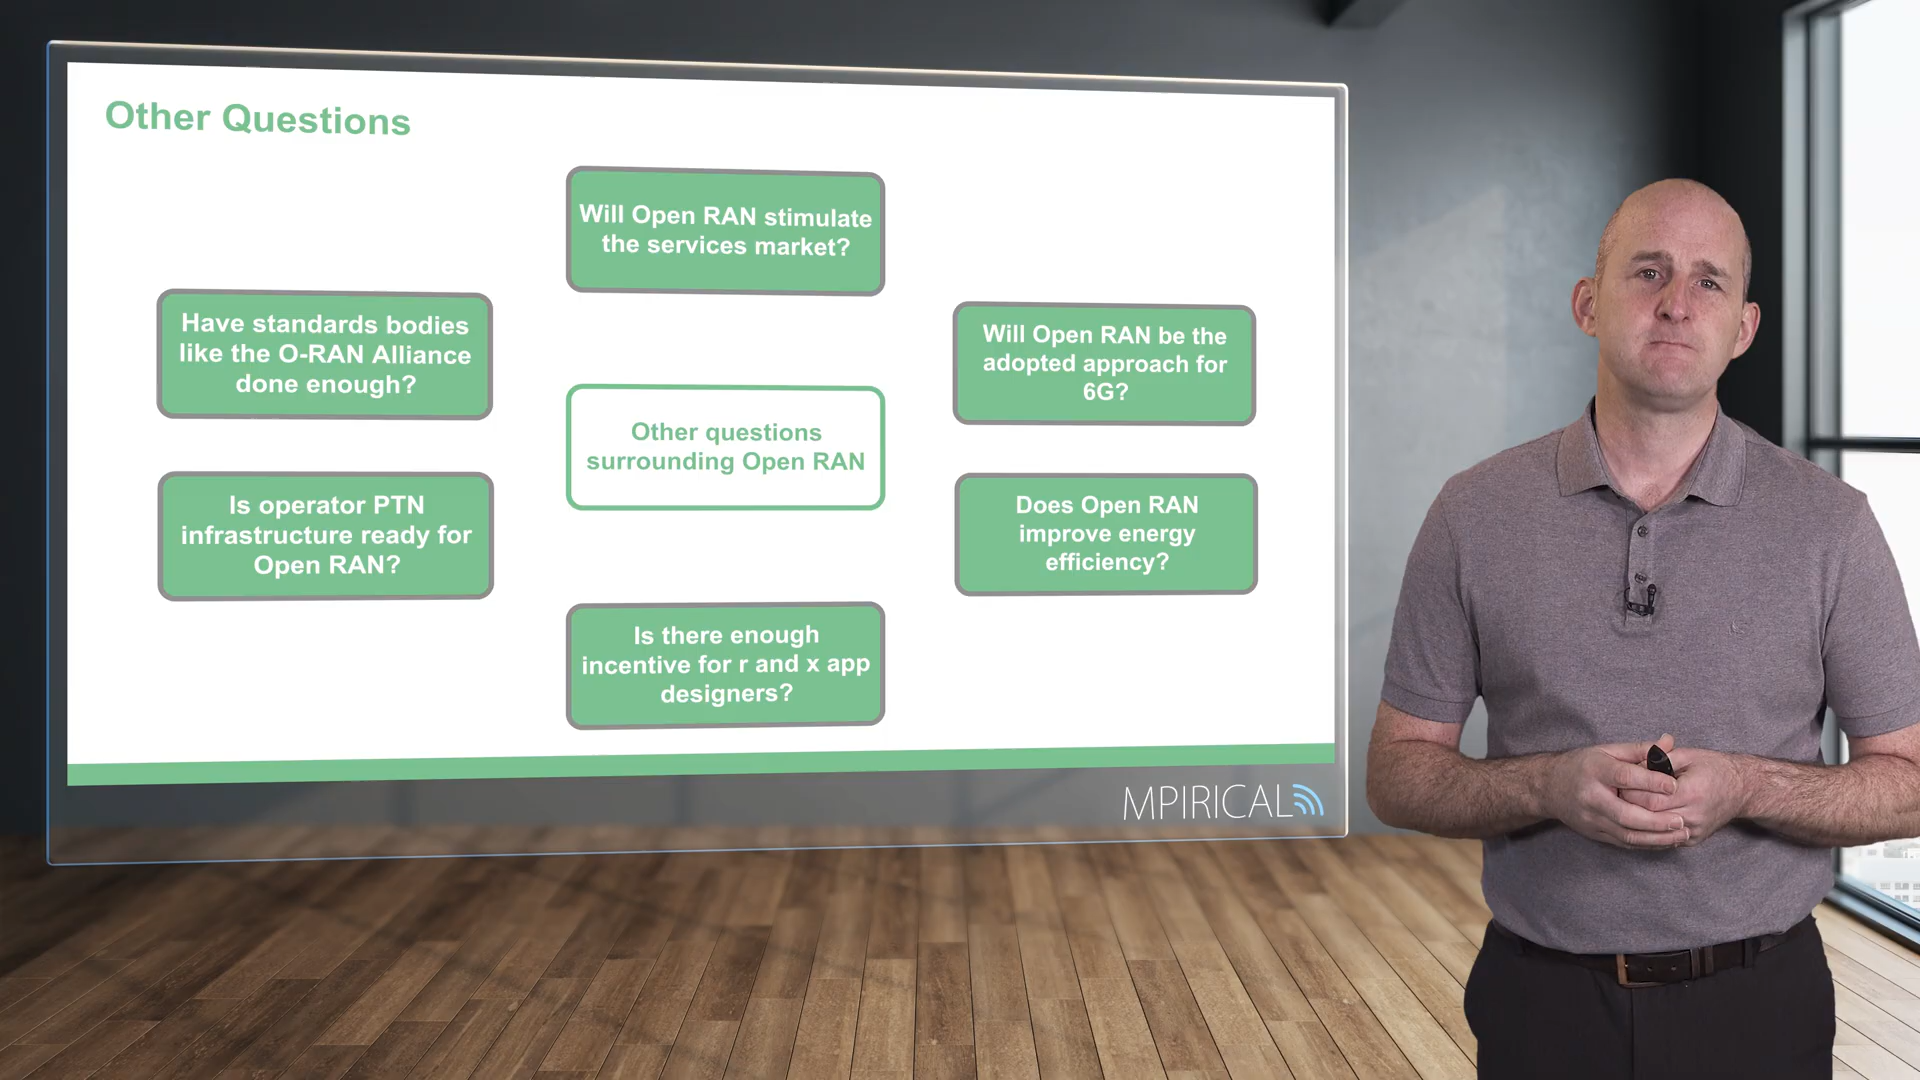 Other Questions
Will Open RAN stimulate
the services market?
Have standards bodies
like the O-RAN Alliance
done enough?
Will Open RAN be the
adopted approach for
6G?
Other questions
surrounding Open RAN
Is operator PTN
infrastructure ready for
Open RAN?
Does Open RAN
improve energy
efficiency?
Is there enough
incentive for r and x app
designers?
MPIRICAL